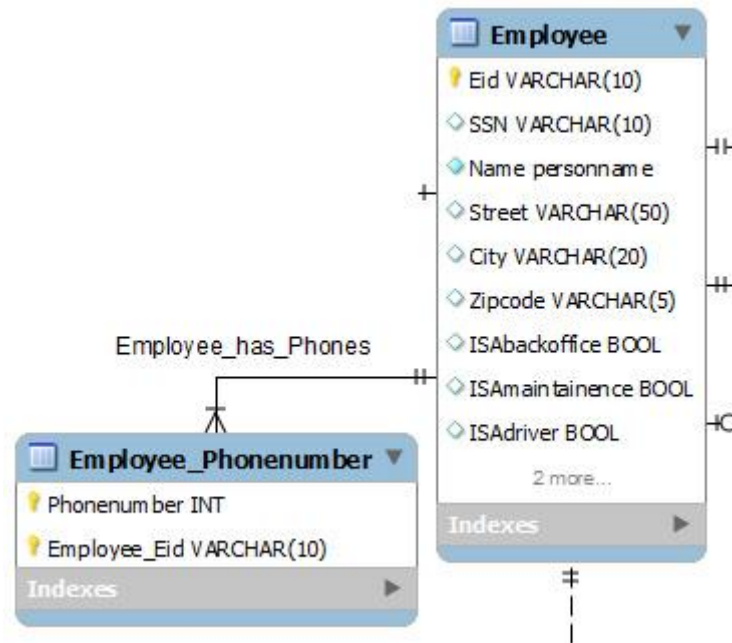 Employee
Eid VARCHAR(10)
SSN VARCHAR(10)
Name personname
Street VARCHAR(50)
City VARCHAR(20)
Zipcode VARCHAR(5)
ISAbackoffice BOOL
ISAmaintainence BOOL
ISAdriver BOOL
2 more...
Indexes
Employee_has_Phones
Employee_Phonenumber
Phonenumber INT
Employee_Eid VARCHAR(10)
Indexes